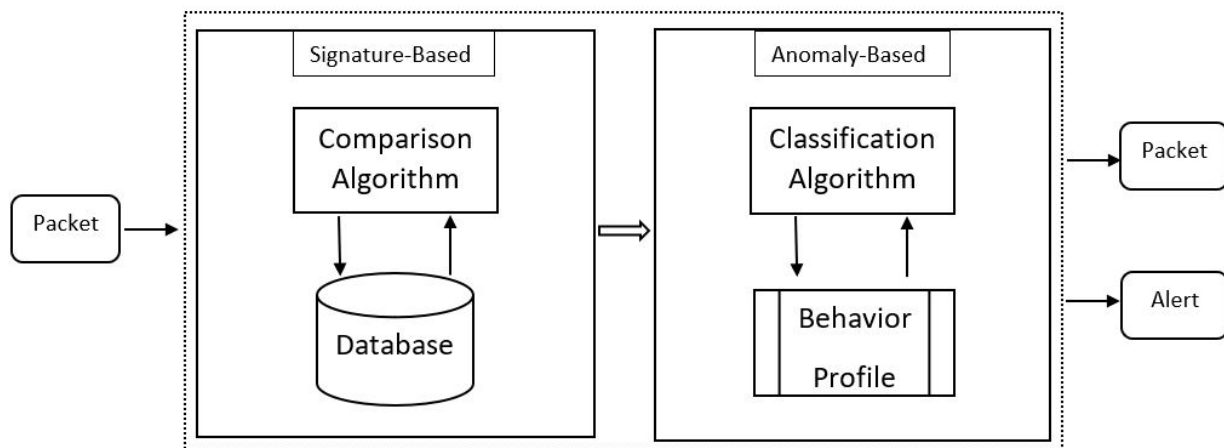 Packet
Signature-Based
Comparison
Algorithm
Database
Anomaly-Based
Classification
Algorithm
Behavior
Profile
Packet
Alert